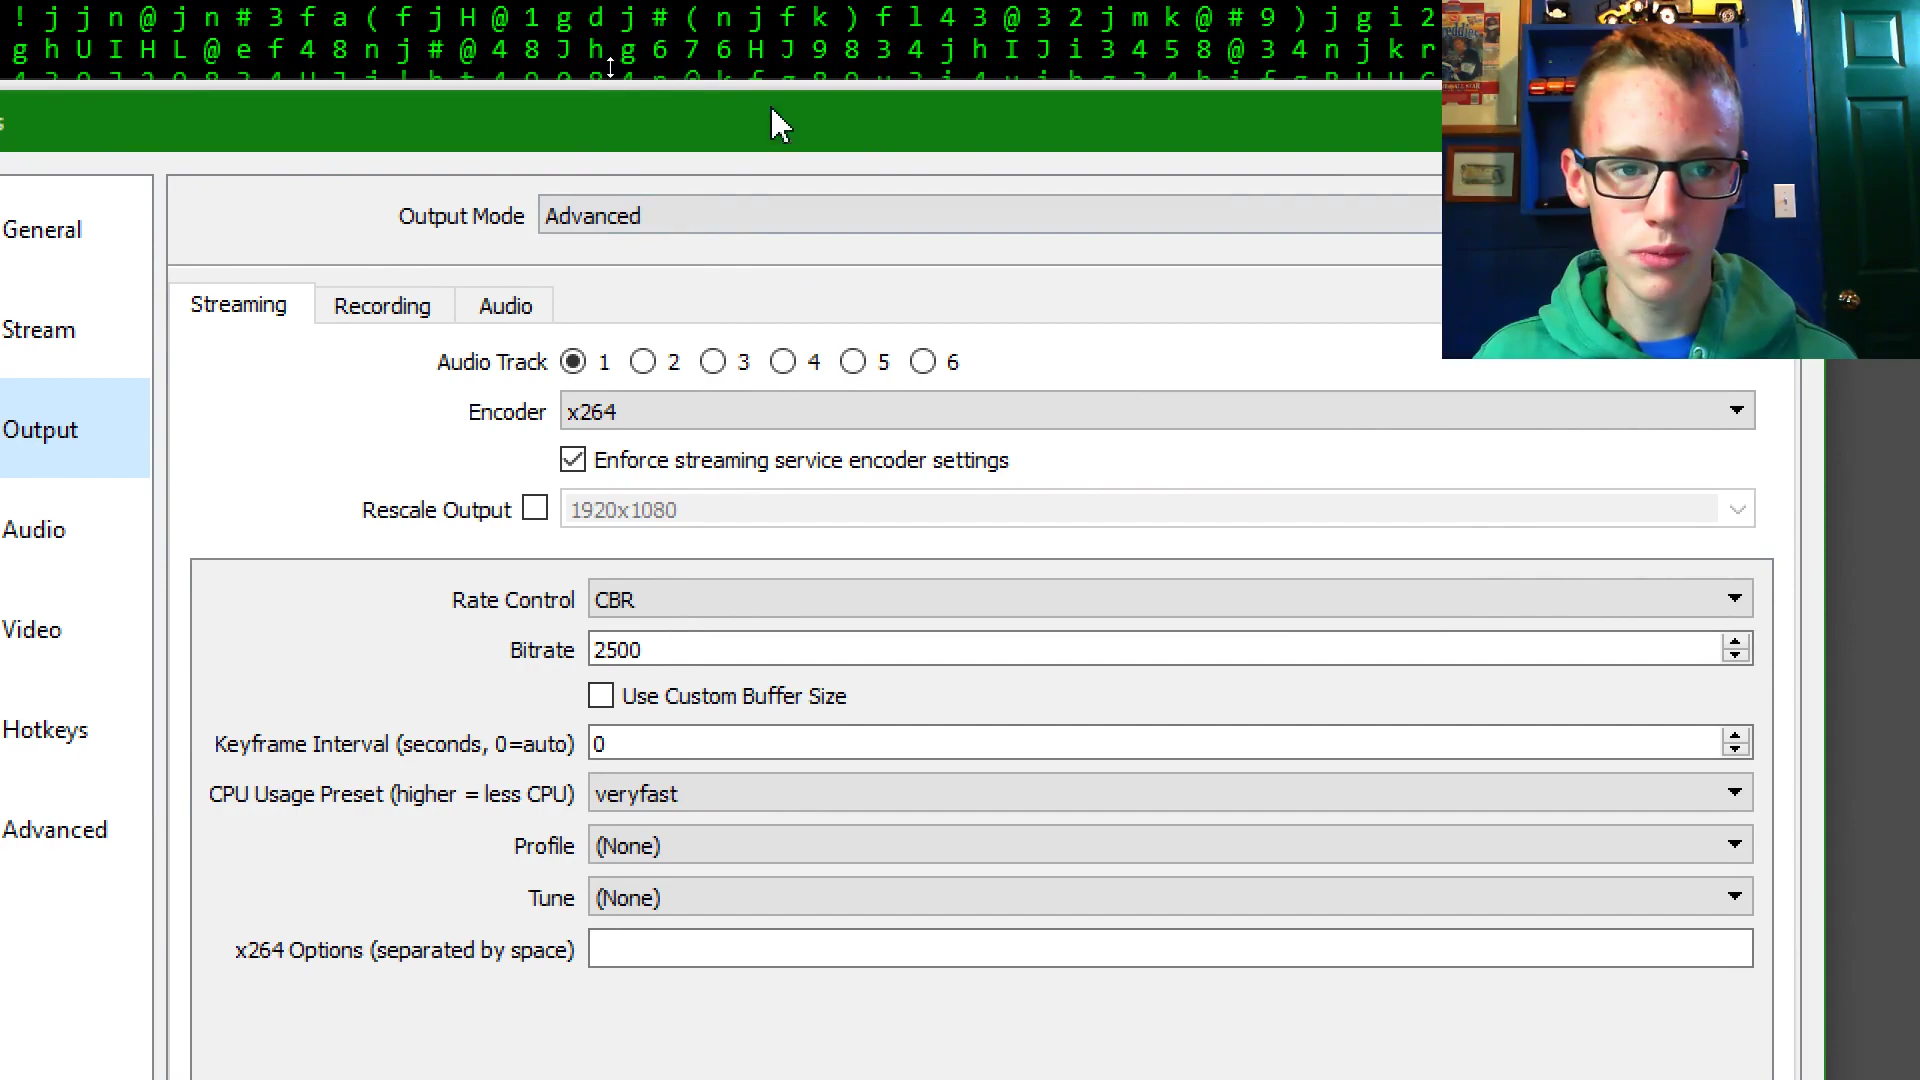 ! j j n @ j n # 3 f a ( f j H @ 1 g d j # ( n j f k ) f l 4 3 @ 3 2 j m k @ # 9 ) j g i 2
g h U I H L @ e f 4 8 n j # @ 4 8 J h g 6 7 6 H J 9 8 3 4 j h I J i 3 4 5 8 @ 3 4 n j k r
s
Output Mode Advanced
General
Streaming Recording Audio
Stream
Audio Track 1 2 3 4 5 6
Encoder x264
Output
Enforce streaming service encoder settings
Rescale Output 1920x1080
Audio
Rate Control CBR
Video
Bitrate 2500
Use Custom Buffer Size
Hotkeys
Keyframe Interval (seconds, 0=auto) 0
CPU Usage Preset (higher = less CPU) veryfast
Advanced
Profile (None)
Tune (None)
x264 Options (separated by space)